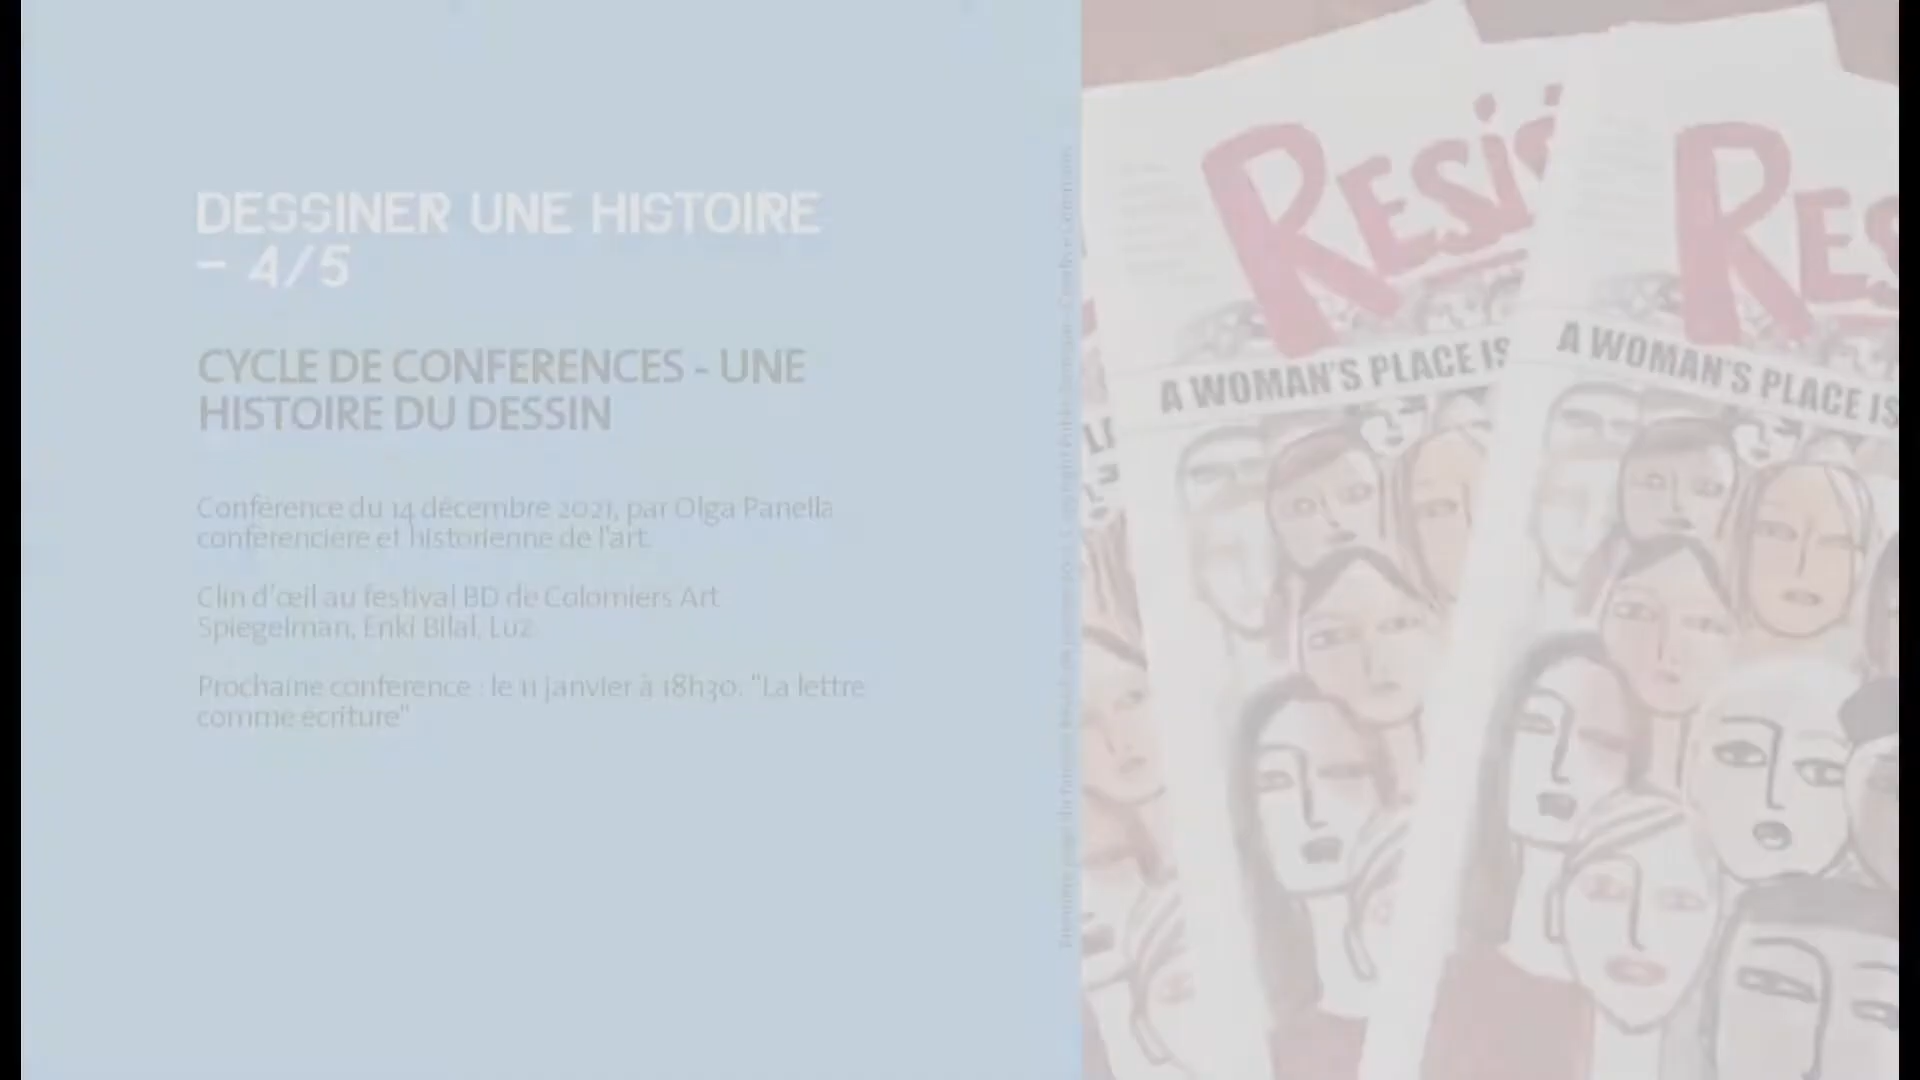 DESSINER UNE HISTOIRE
– 4/5
CYCLE DE CONFERENCES - UNE
HISTOIRE DU DESSIN
Conférence du 14 décembre 2021, par Olga Panella
conférencière et historienne de l'art.
Clin d'œil au festival BD de Colomiers Art
Spiegelman, Enki Bilal, Luz
Prochaine conférence : le 11 janvier à 18h30. "La lettre
comme écriture"
RESIS
A WOMAN'S PLACE IS
RES
A WOMAN'S PLACE IS